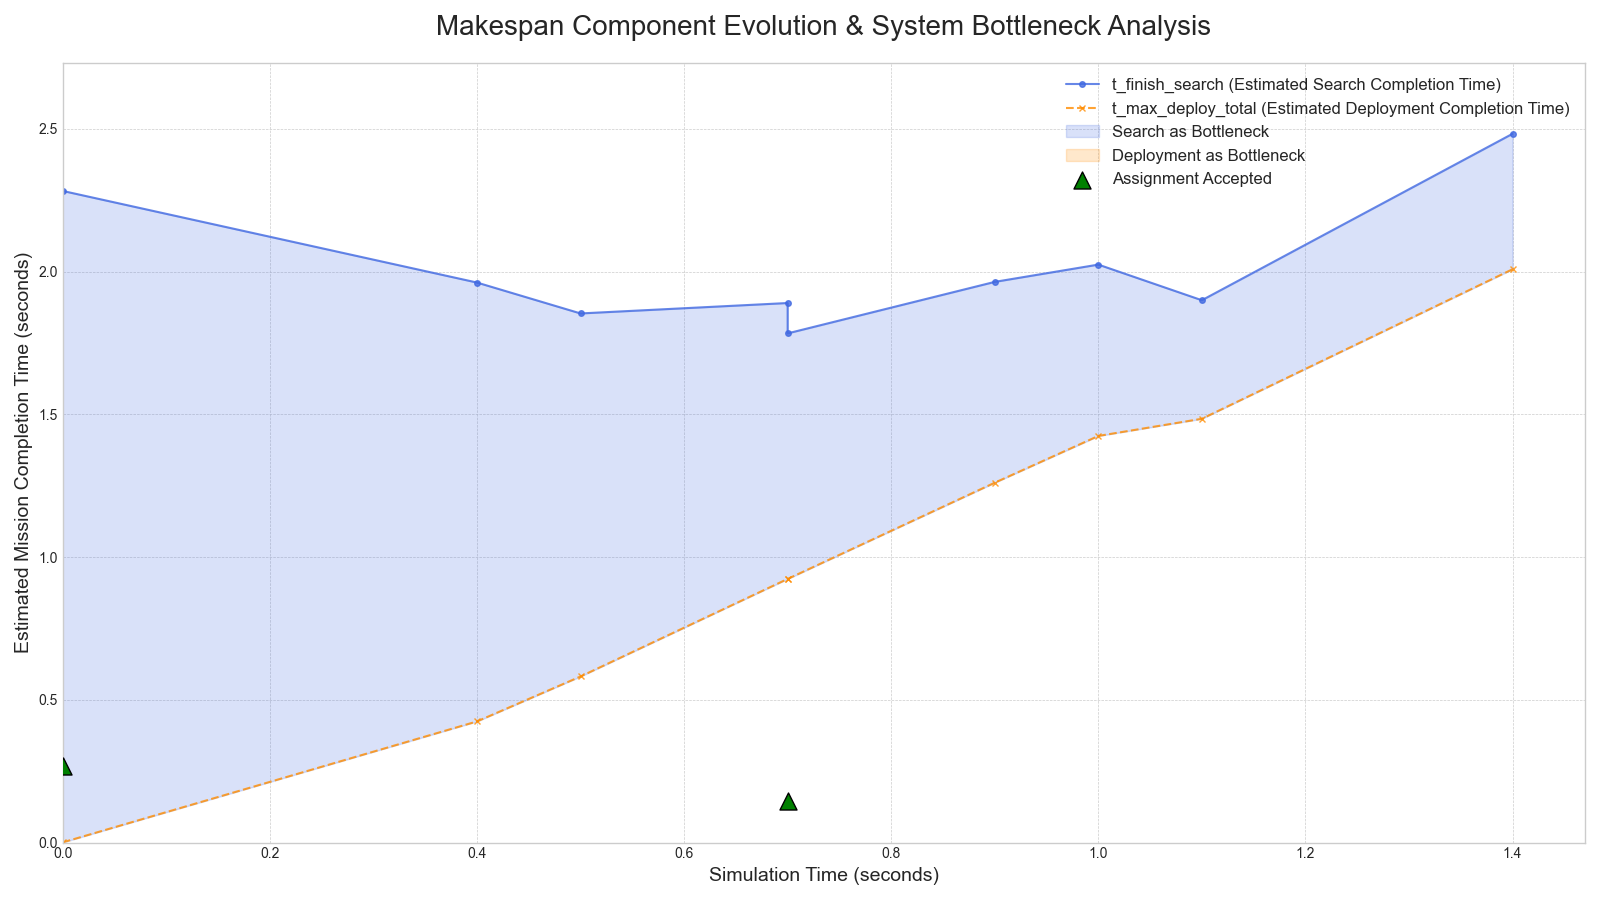 Makespan Component Evolution & System Bottleneck Analysis
t_finish_search (Estimated Search Completion Time)
t_max_deploy_total (Estimated Deployment Completion Time)
Search as Bottleneck
Deployment as Bottleneck
Assignment Accepted
Estimated Mission Completion Time (seconds)
2.5
2.0
1.5
1.0
0.5
0.0
0.0 0.2 0.4 0.6 0.8 1.0 1.2 1.4
Simulation Time (seconds)